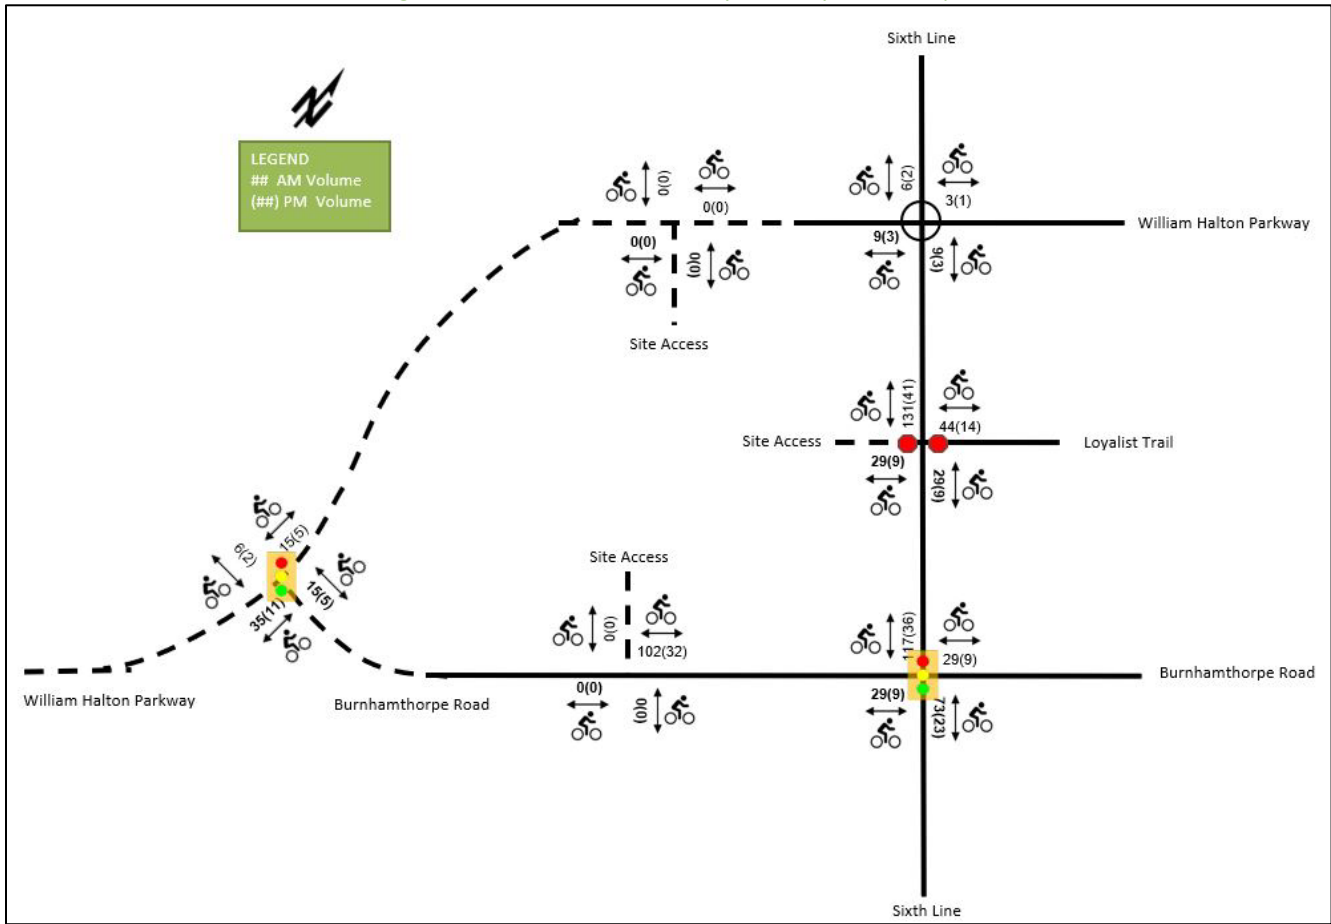 Sixth Line
LEGEND
## AM Volume
(##) PM Volume
0(0)
0(0)
6(2)
3(1)
William Halton Parkway
0(0)
0(0)
9(3)
9(3)
Site Access
131(41)
44(14)
Site Access
Loyalist Trail
29(9)
29(9)
15(5)
6(2)
15(5)
35(11)
Site Access
0(0)
102(32)
117(36)
29(9)
Burnhamthorpe Road
William Halton Parkway
Burnhamthorpe Road
0(0)
0(0)
29(9)
73(23)
Sixth Line